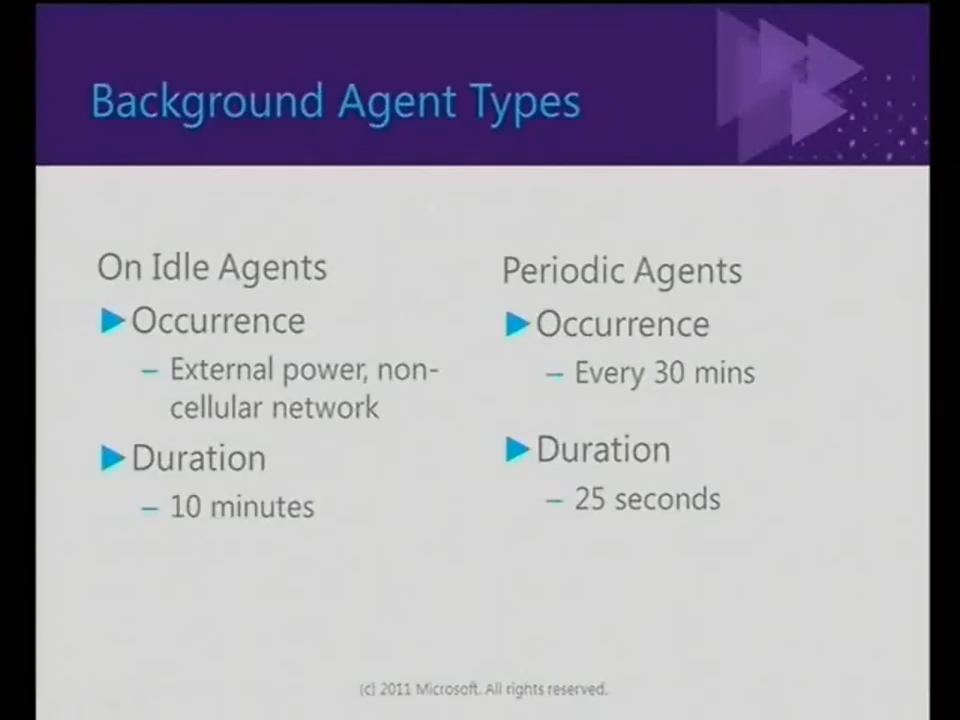 Background Agent Types
On Idle Agents
Occurrence
– External power, non-
cellular network
Duration
– 10 minutes
Periodic Agents
Occurrence
– Every 30 mins
Duration
– 25 seconds
(c) 2011 Microsoft. All rights reserved.